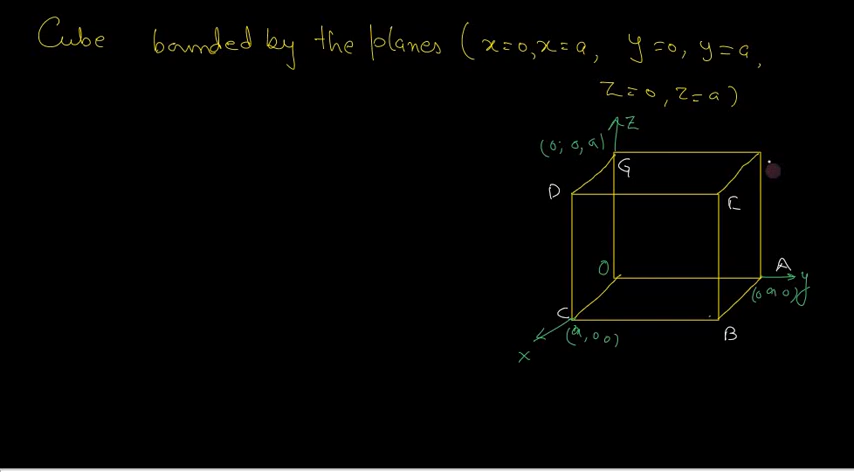 Cube bounded by the planes (x=0, x=a, y=0, y=a,
z=0, z=a)
z
(0, 0, a)
G
D
E
O
A
y
(0 a 0)
C
(a, 0 0)
B
x